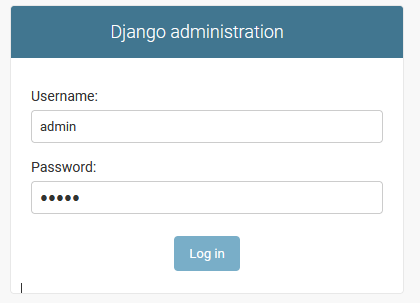 Django administration
Username:
admin
Password:
●●●●●
Log in